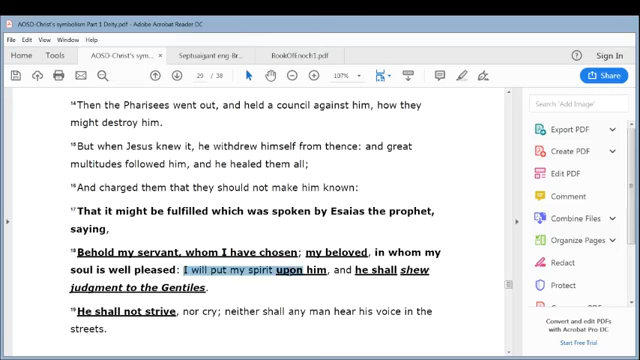 AOSD-Christ's symbolism Part 1 Deity.pdf - Adobe Acrobat Reader DC
File Edit View Window Help
Home Tools AOSD-Christ's sym... × Septuaigant eng-Br... BookOfEnoch1.pdf Sign In
29 / 38 107% Share
14Then the Pharisees went out, and held a council against him, how they
might destroy him.
15But when Jesus knew it, he withdrew himself from thence: and great
multitudes followed him, and he healed them all;
16And charged them that they should not make him known:
17That it might be fulfilled which was spoken by Esaias the prophet,
saying,
18Behold my servant, whom I have chosen; my beloved, in whom my
soul is well pleased: I will put my spirit upon him, and he shall shew
judgment to the Gentiles.
19He shall not strive, nor cry; neither shall any man hear his voice in the
streets.
Search 'Add Image'
Export PDF
Create PDF
Edit PDF
Comment
Combine Files
Organize Pages
Redact
Protect
Convert and edit PDFs
with Acrobat Pro DC
Start Free Trial